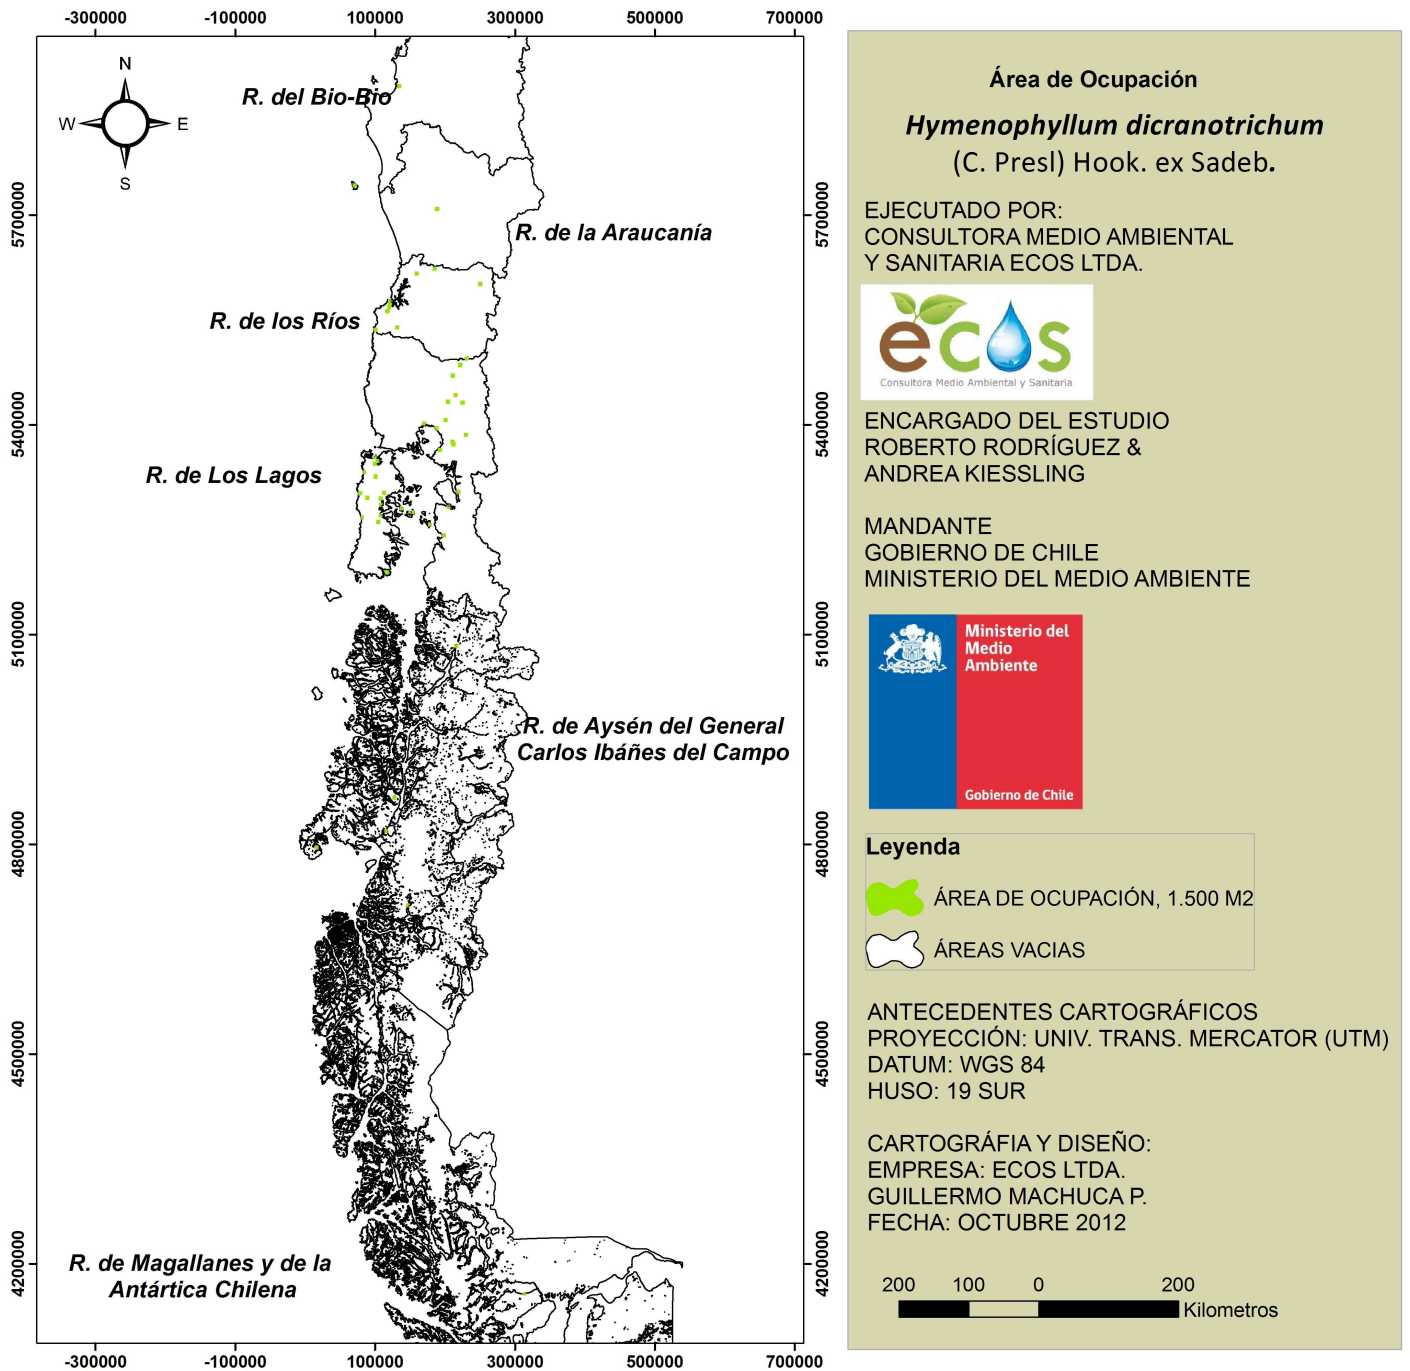 -300000 -100000 100000 300000 500000 700000
N
W E
S
R. del Bio-Bio
R. de la Araucanía
R. de los Ríos
R. de Los Lagos
R. de Aysén del General
Carlos Ibáñes del Campo
R. de Magallanes y de la
Antártica Chilena
5700000
5400000
5100000
4800000
4500000
4200000
5700000
5400000
5100000
4800000
4500000
4200000
-300000 -100000 100000 300000 500000 700000
Área de Ocupación
Hymenophyllum dicranotrichum
(C. Presl) Hook. ex Sadeb.
EJECUTADO POR:
CONSULTORA MEDIO AMBIENTAL
Y SANITARIA ECOS LTDA.
ecos
Consultora Medio Ambiental y Sanitaria
ENCARGADO DEL ESTUDIO
ROBERTO RODRÍGUEZ &
ANDREA KIESSLING
MANDANTE
GOBIERNO DE CHILE
MINISTERIO DEL MEDIO AMBIENTE
Ministerio del
Medio
Ambiente
Gobierno de Chile
Leyenda
ÁREA DE OCUPACIÓN, 1.500 M2
ÁREAS VACIAS
ANTECEDENTES CARTOGRÁFICOS
PROYECCIÓN: UNIV. TRANS. MERCATOR (UTM)
DATUM: WGS 84
HUSO: 19 SUR
CARTOGRÁFIA Y DISEÑO:
EMPRESA: ECOS LTDA.
GUILLERMO MACHUCA P.
FECHA: OCTUBRE 2012
200 100 0 200
Kilometros